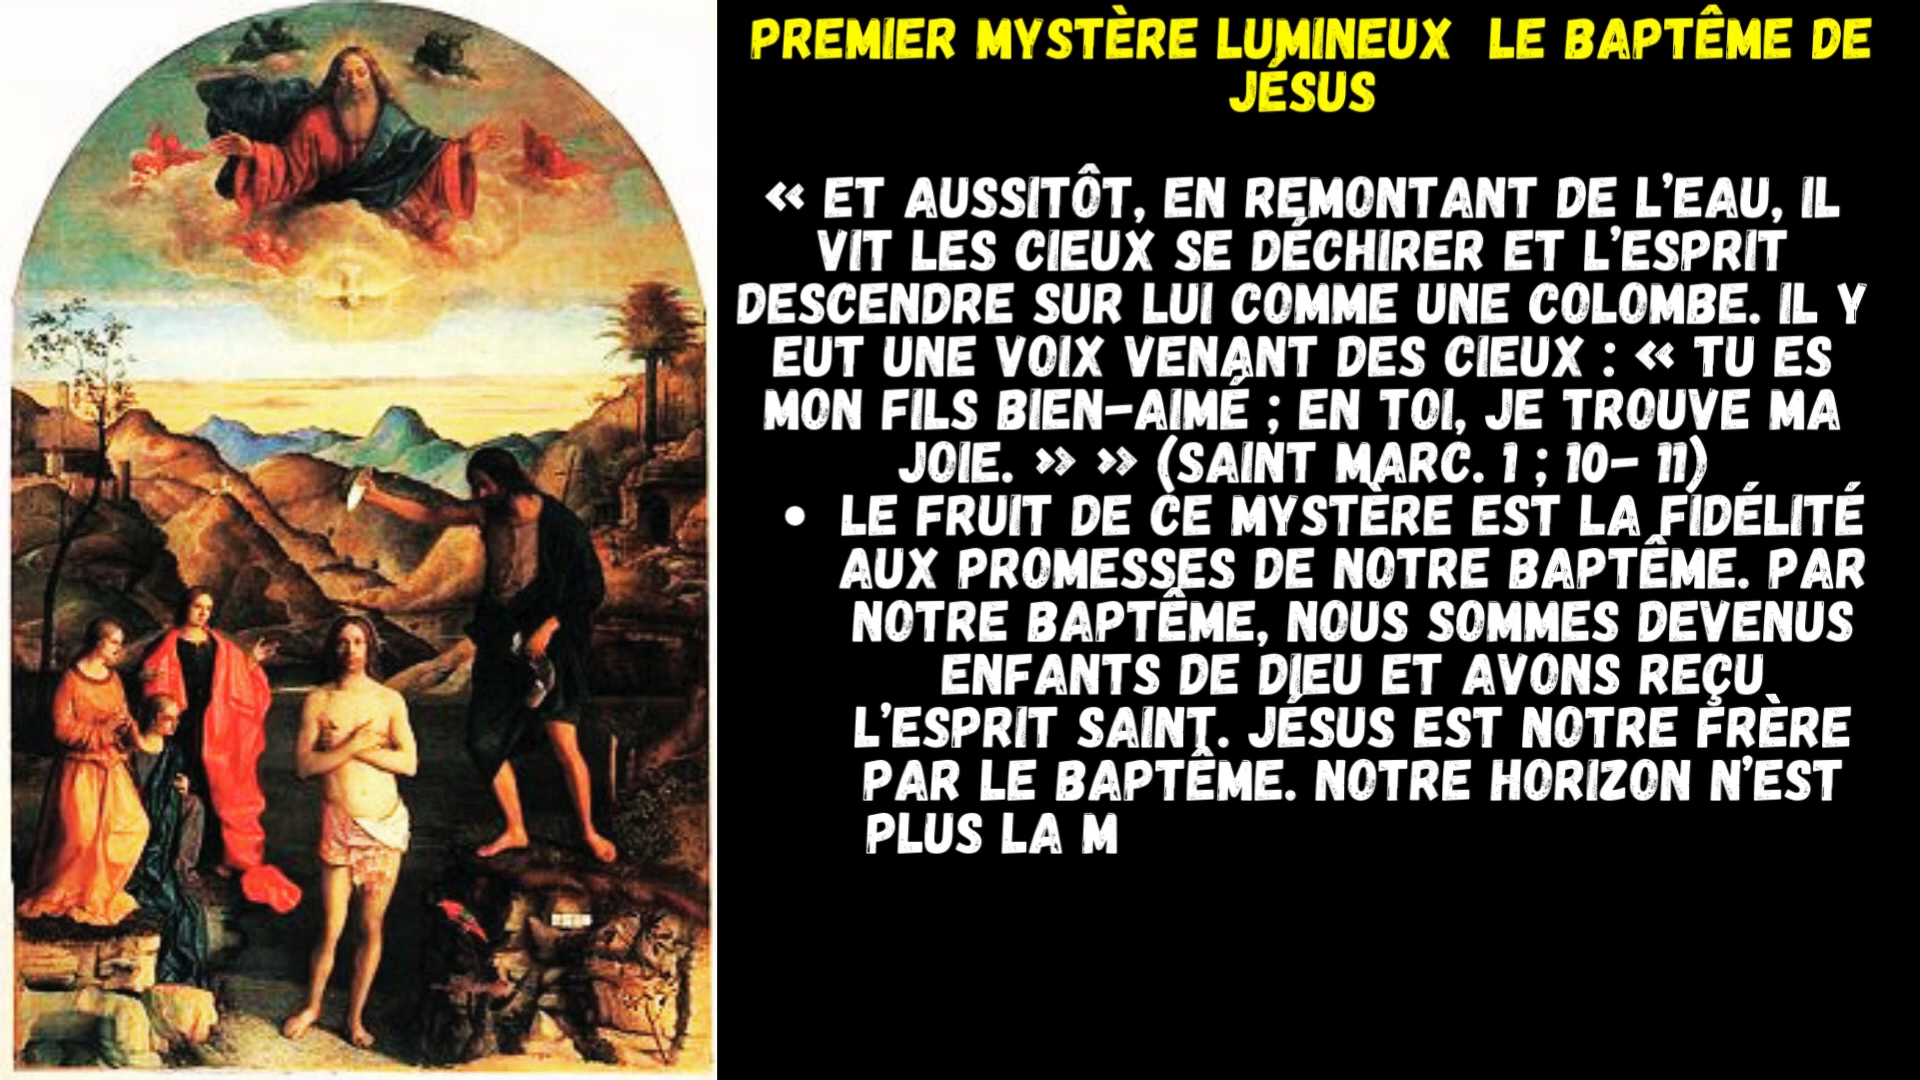 PREMIER MYSTÈRE LUMINEUX LE BAPTÊME DE
JÉSUS
« ET AUSSITÔT, EN REMONTANT DE L'EAU, IL
VIT LES CIEUX SE DÉCHIRER ET L'ESPRIT
DESCENDRE SUR LUI COMME UNE COLOMBE. IL Y
EUT UNE VOIX VENANT DES CIEUX : « TU ES
MON FILS BIEN-AIMÉ ; EN TOI, JE TROUVE MA
JOIE. » » (SAINT MARC. 1 ; 10- 11)
• LE FRUIT DE CE MYSTÈRE EST LA FIDÉLITÉ
AUX PROMESSES DE NOTRE BAPTÊME. PAR
NOTRE BAPTÊME, NOUS SOMMES DEVENUS
ENFANTS DE DIEU ET AVONS REÇU
L'ESPRIT SAINT. JÉSUS EST NOTRE FRÈRE
PAR LE BAPTÊME. NOTRE HORIZON N'EST
PLUS LA M